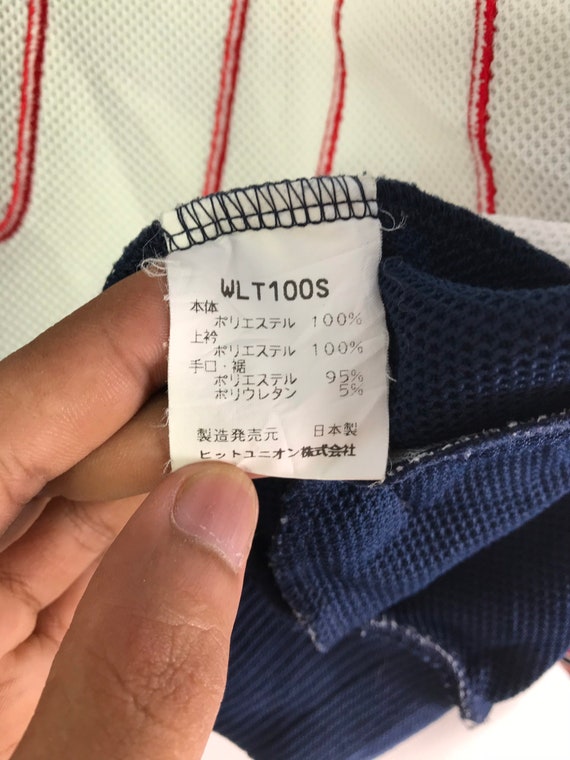 WLT100S
本体
ポリエステル 100%
上衿
ポリエステル 100%
手口・裾
ポリエステル 95%
ポリウレタン 5%
製造発売元 日本製
ヒットユニオン株式会社